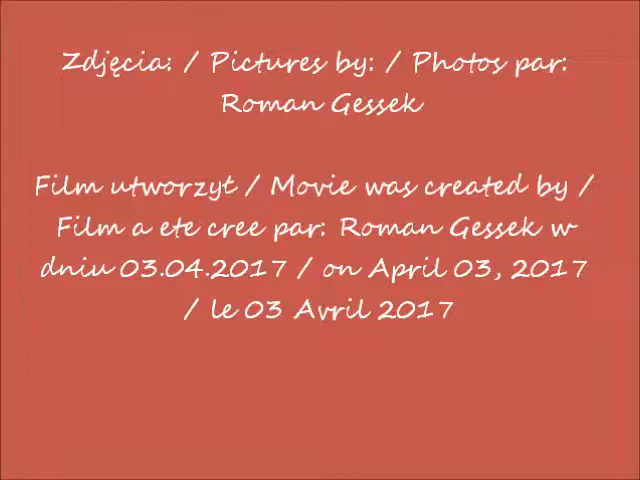 Zdjęcia: / Pictures by: / Photos par:
Roman Gessek
Film utworzył / Movie was created by /
Film a ete cree par: Roman Gessek w
dniu 03.04.2017 / on April 03, 2017
/ le 03 Avril 2017